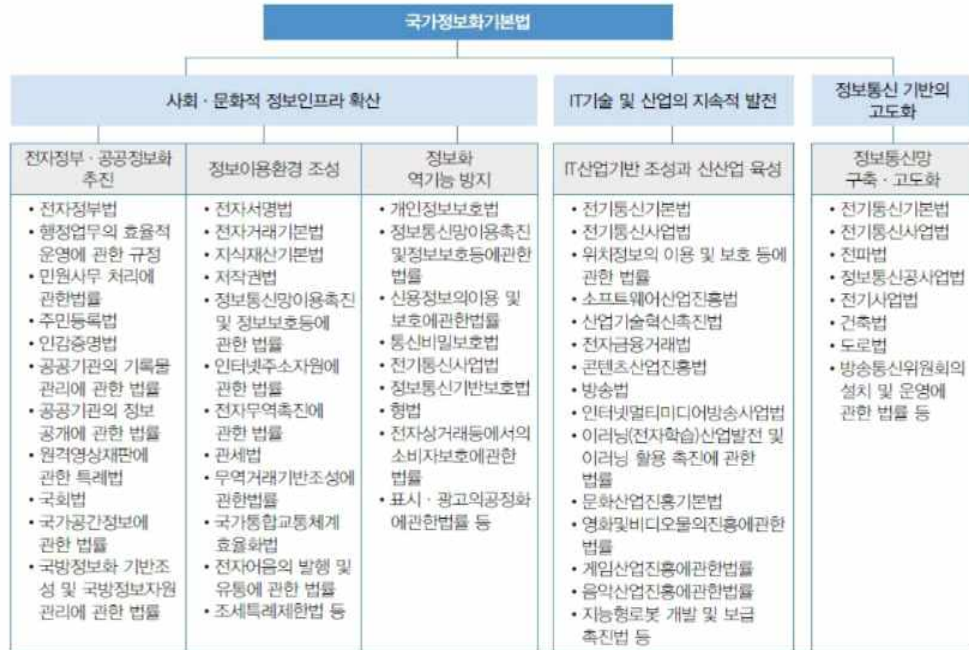 국가정보화기본법
사회 · 문화적 정보인프라 확산
IT기술 및 산업의 지속적 발전
정보통신 기반의
고도화
전자정부 · 공공정보화
추진
• 전자정부법
• 행정업무의 효율적
운영에 관한 규정
• 민원사무 처리에
관한법률
• 주민등록법
• 인감증명법
• 공공기관의 기록물
관리에 관한 법률
• 공공기관의 정보
공개에 관한 법률
• 원격영상재판에
관한 특례법
• 국회법
• 국가공간정보에
관한 법률
• 국방정보화 기반조
성 및 국방정보자원
관리에 관한 법률
정보이용환경 조성
• 전자서명법
• 전자거래기본법
• 지식재산기본법
• 저작권법
• 정보통신망이용촉진
및 정보보호등에
관한 법률
• 인터넷주소자원에
관한 법률
• 전자무역촉진에
관한 법률
• 관세법
• 무역거래기반조성에
관한법률
• 국가통합교통체계
효율화법
• 전자어음의 발행 및
유통에 관한 법률
• 조세특례제한법 등
정보화
역기능 방지
• 개인정보보호법
• 정보통신망이용촉진
및정보보호등에관한
법률
• 신용정보의이용 및
보호에관한법률
• 통신비밀보호법
• 전기통신사업법
• 정보통신기반보호법
• 형법
• 전자상거래등에서의
소비자보호에관한
법률
• 표시 · 광고의공정화
에관한법률 등
IT산업기반 조성과 신산업 육성
• 전기통신기본법
• 전기통신사업법
• 위치정보의 이용 및 보호 등에
관한 법률
• 소프트웨어산업진흥법
• 산업기술혁신촉진법
• 전자금융거래법
• 콘텐츠산업진흥법
• 방송법
• 인터넷멀티미디어방송사업법
• 이러닝(전자학습)산업발전 및
이러닝 활용 촉진에 관한
법률
• 문화산업진흥기본법
• 영화및비디오물의진흥에관한
법률
• 게임산업진흥에관한법률
• 음악산업진흥에관한법률
• 지능형로봇 개발 및 보급
촉진법 등
정보통신망
구축 · 고도화
• 전기통신기본법
• 전기통신사업법
• 전파법
• 정보통신공사업법
• 전기사업법
• 건축법
• 도로법
• 방송통신위원회의
설치 및 운영에
관한 법률 등